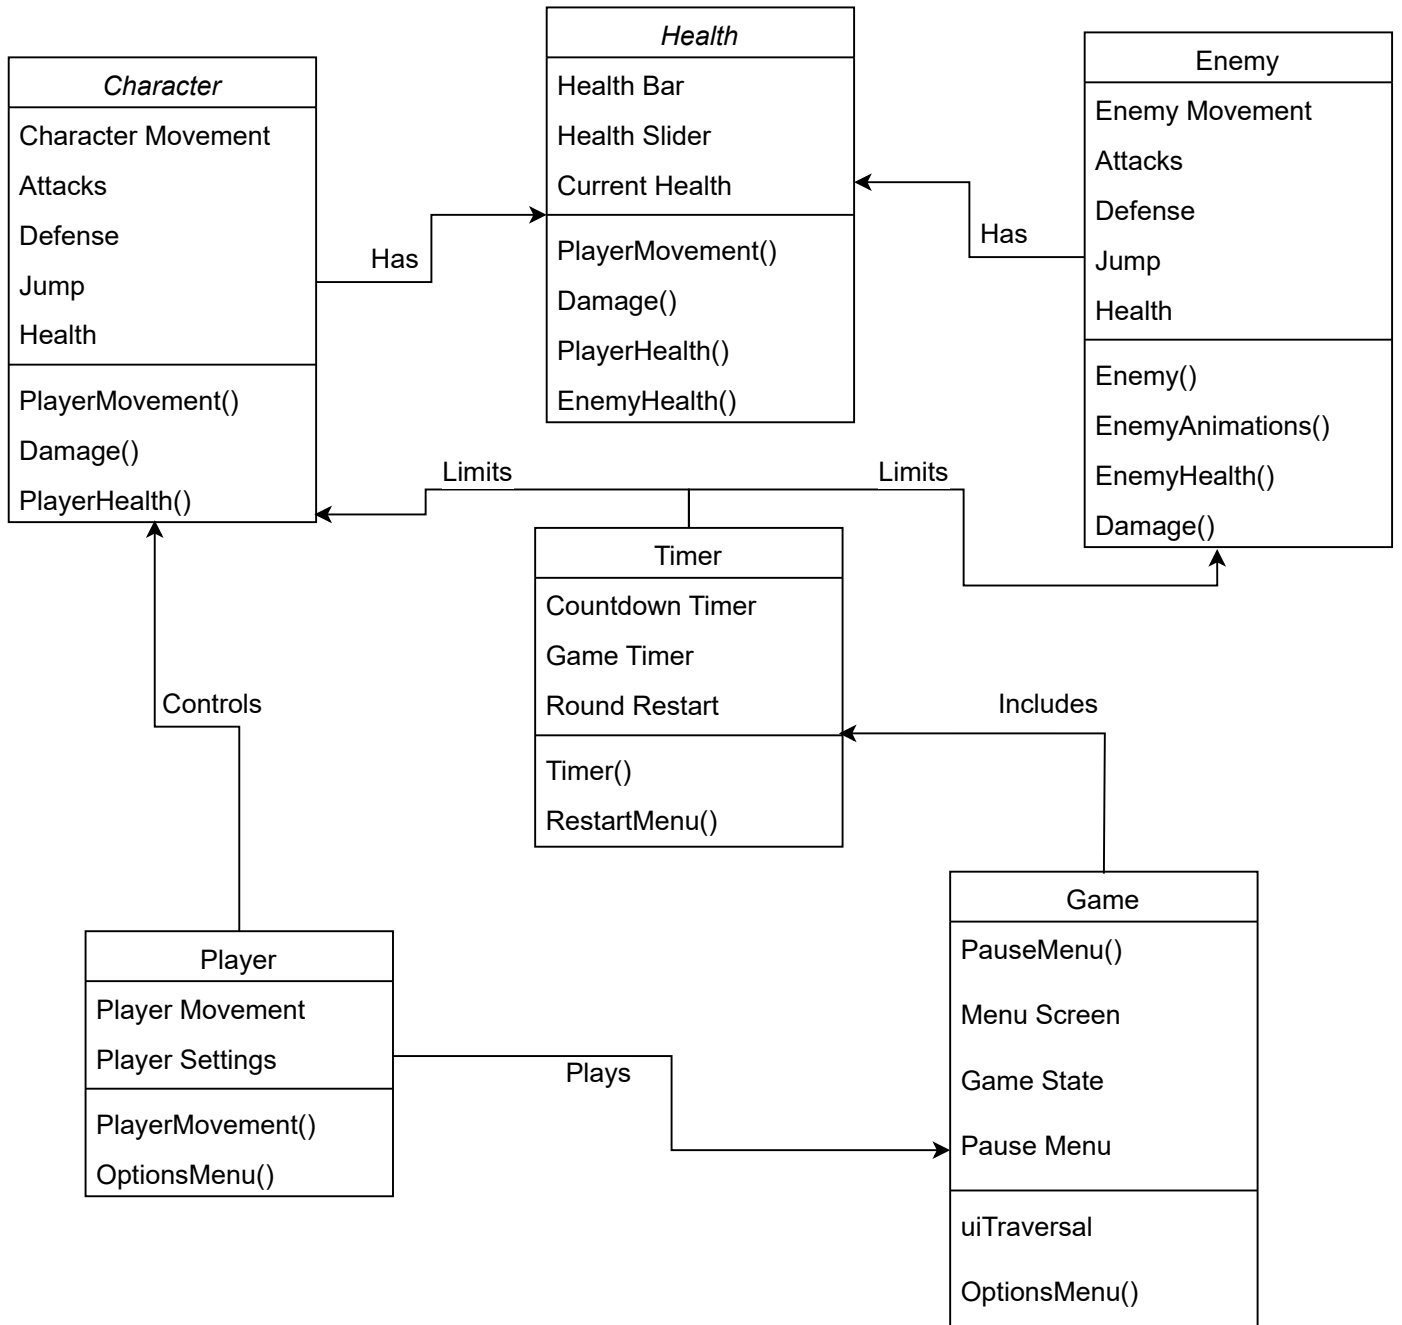 Character
Character Movement
Attacks
Defense
Jump
Health
PlayerMovement()
Damage()
PlayerHealth()
Has
Health
Health Bar
Health Slider
Current Health
PlayerMovement()
Damage()
PlayerHealth()
EnemyHealth()
Has
Enemy
Enemy Movement
Attacks
Defense
Jump
Health
Enemy()
EnemyAnimations()
EnemyHealth()
Damage()
Limits
Limits
Timer
Countdown Timer
Game Timer
Round Restart
Timer()
RestartMenu()
Controls
Includes
Player
Player Movement
Player Settings
PlayerMovement()
OptionsMenu()
Plays
Game
PauseMenu()
Menu Screen
Game State
Pause Menu
uiTraversal
OptionsMenu()